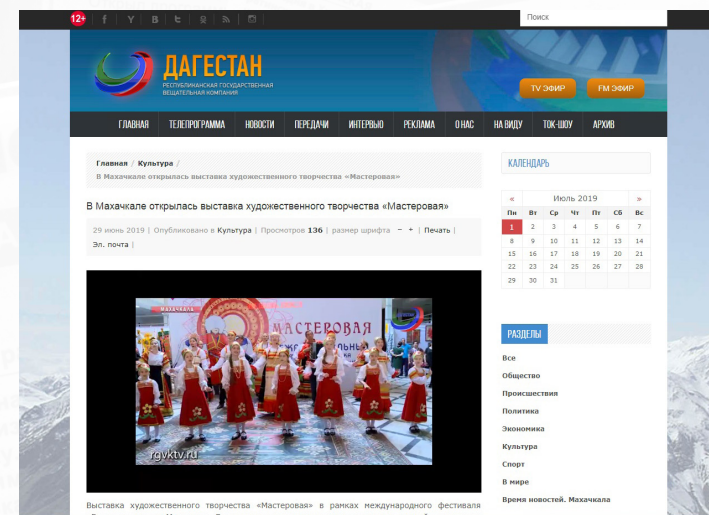 12+
Поиск
ДАГЕСТАН
РЕСПУБЛИКАНСКАЯ ГОСУДАРСТВЕННАЯ
ВЕЩАТЕЛЬНАЯ КОМПАНИЯ
TV ЭФИР FM ЭФИР
ГЛАВНАЯ ТЕЛЕПРОГРАММА НОВОСТИ ПЕРЕДАЧИ ИНТЕРВЬЮ РЕКЛАМА О НАС НА ВИДУ ТОК-ШОУ АРХИВ
Главная / Культура /
В Махачкале открылась выставка художественного творчества «Мастеровая»
В Махачкале открылась выставка художественного творчества «Мастеровая»
29 июнь 2019 | Опубликовано в Культура | Просмотров 136 | размер шрифта − + | Печать |
Эл. почта |
МАХАЧКАЛА
МАСТЕРОВАЯ
rgvktv.ru
Выставка художественного творчества «Мастеровая» в рамках международного фестиваля
КАЛЕНДАРЬ
« Июль 2019 »
Пн Вт Ср Чт Пт Сб Вс
1 2 3 4 5 6 7
8 9 10 11 12 13 14
15 16 17 18 19 20 21
22 23 24 25 26 27 28
29 30 31
РАЗДЕЛЫ
Все
Общество
Происшествия
Политика
Экономика
Культура
Спорт
В мире
Время новостей. Махачкала